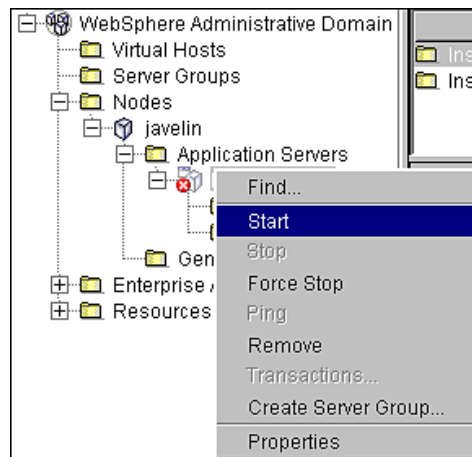 WebSphere Administrative Domain
Virtual Hosts
Server Groups
Nodes
javelin
Application Servers
Find...
Start
Stop
Force Stop
Ping
Remove
Transactions...
Create Server Group...
Properties
Gen
Enterprise
Resources
Ins
Ins